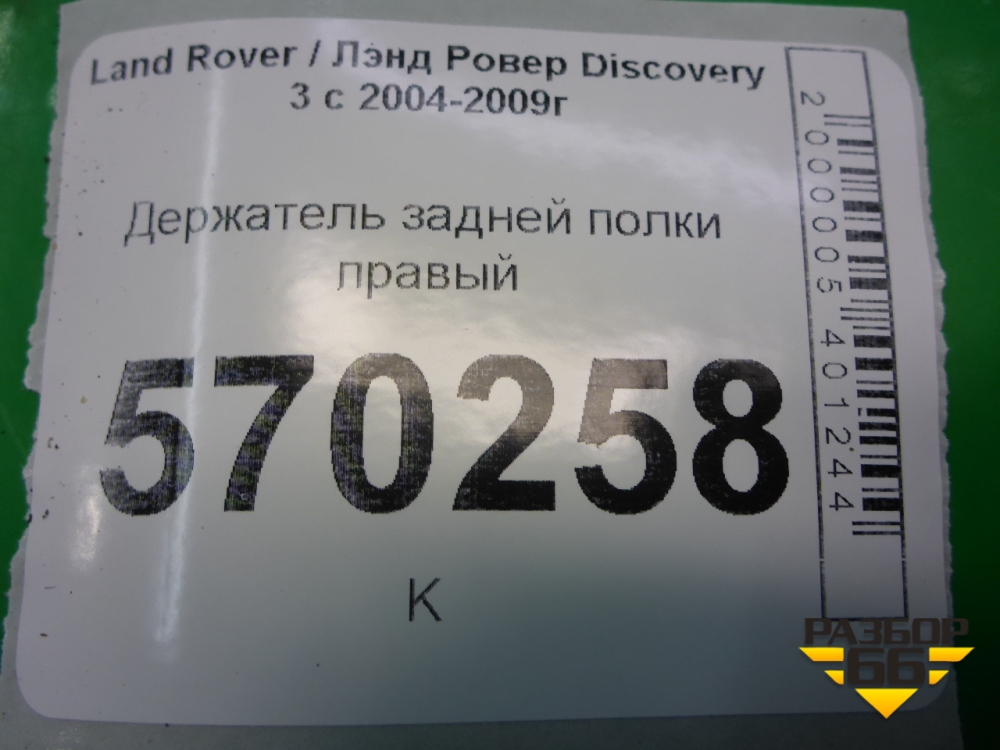 Land Rover / Лэнд Ровер Discovery
3 с 2004-2009г
Держатель задней полки
правый
570258
К
2000005401244
РАЗБОР
66